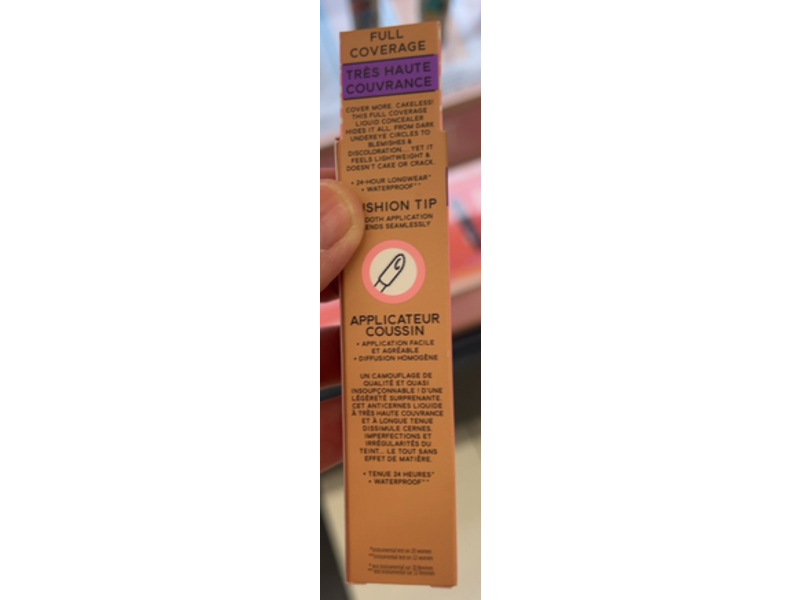 FULL
COVERAGE
TRÈS HAUTE
COUVRANCE
COVER MORE, CAKELESS!
THIS FULL COVERAGE
LIQUID CONCEALER
HIDES IT ALL, FROM DARK
UNDEREYE CIRCLES TO
BLEMISHES &
DISCOLORATION... YET IT
FEELS LIGHTWEIGHT &
DOESN'T CAKE OR CRACK.
• 24-HOUR LONGWEAR*
• WATERPROOF**
SHION TIP
OOTH APPLICATION
ENDS SEAMLESSLY
APPLICATEUR
COUSSIN
• APPLICATION FACILE
ET AGRÉABLE
• DIFFUSION HOMOGÈNE
UN CAMOUFLAGE DE
QUALITÉ ET QUASI
INSOUPÇONNABLE ! D'UNE
LÉGÈRETÉ SURPRENANTE,
CET ANTICERNES LIQUIDE
À TRÈS HAUTE COUVRANCE
ET À LONGUE TENUE
DISSIMULE CERNES,
IMPERFECTIONS ET
IRRÉGULARITÉS DU
TEINT... LE TOUT SANS
EFFET DE MATIÈRE.
• TENUE 24 HEURES*
• WATERPROOF**